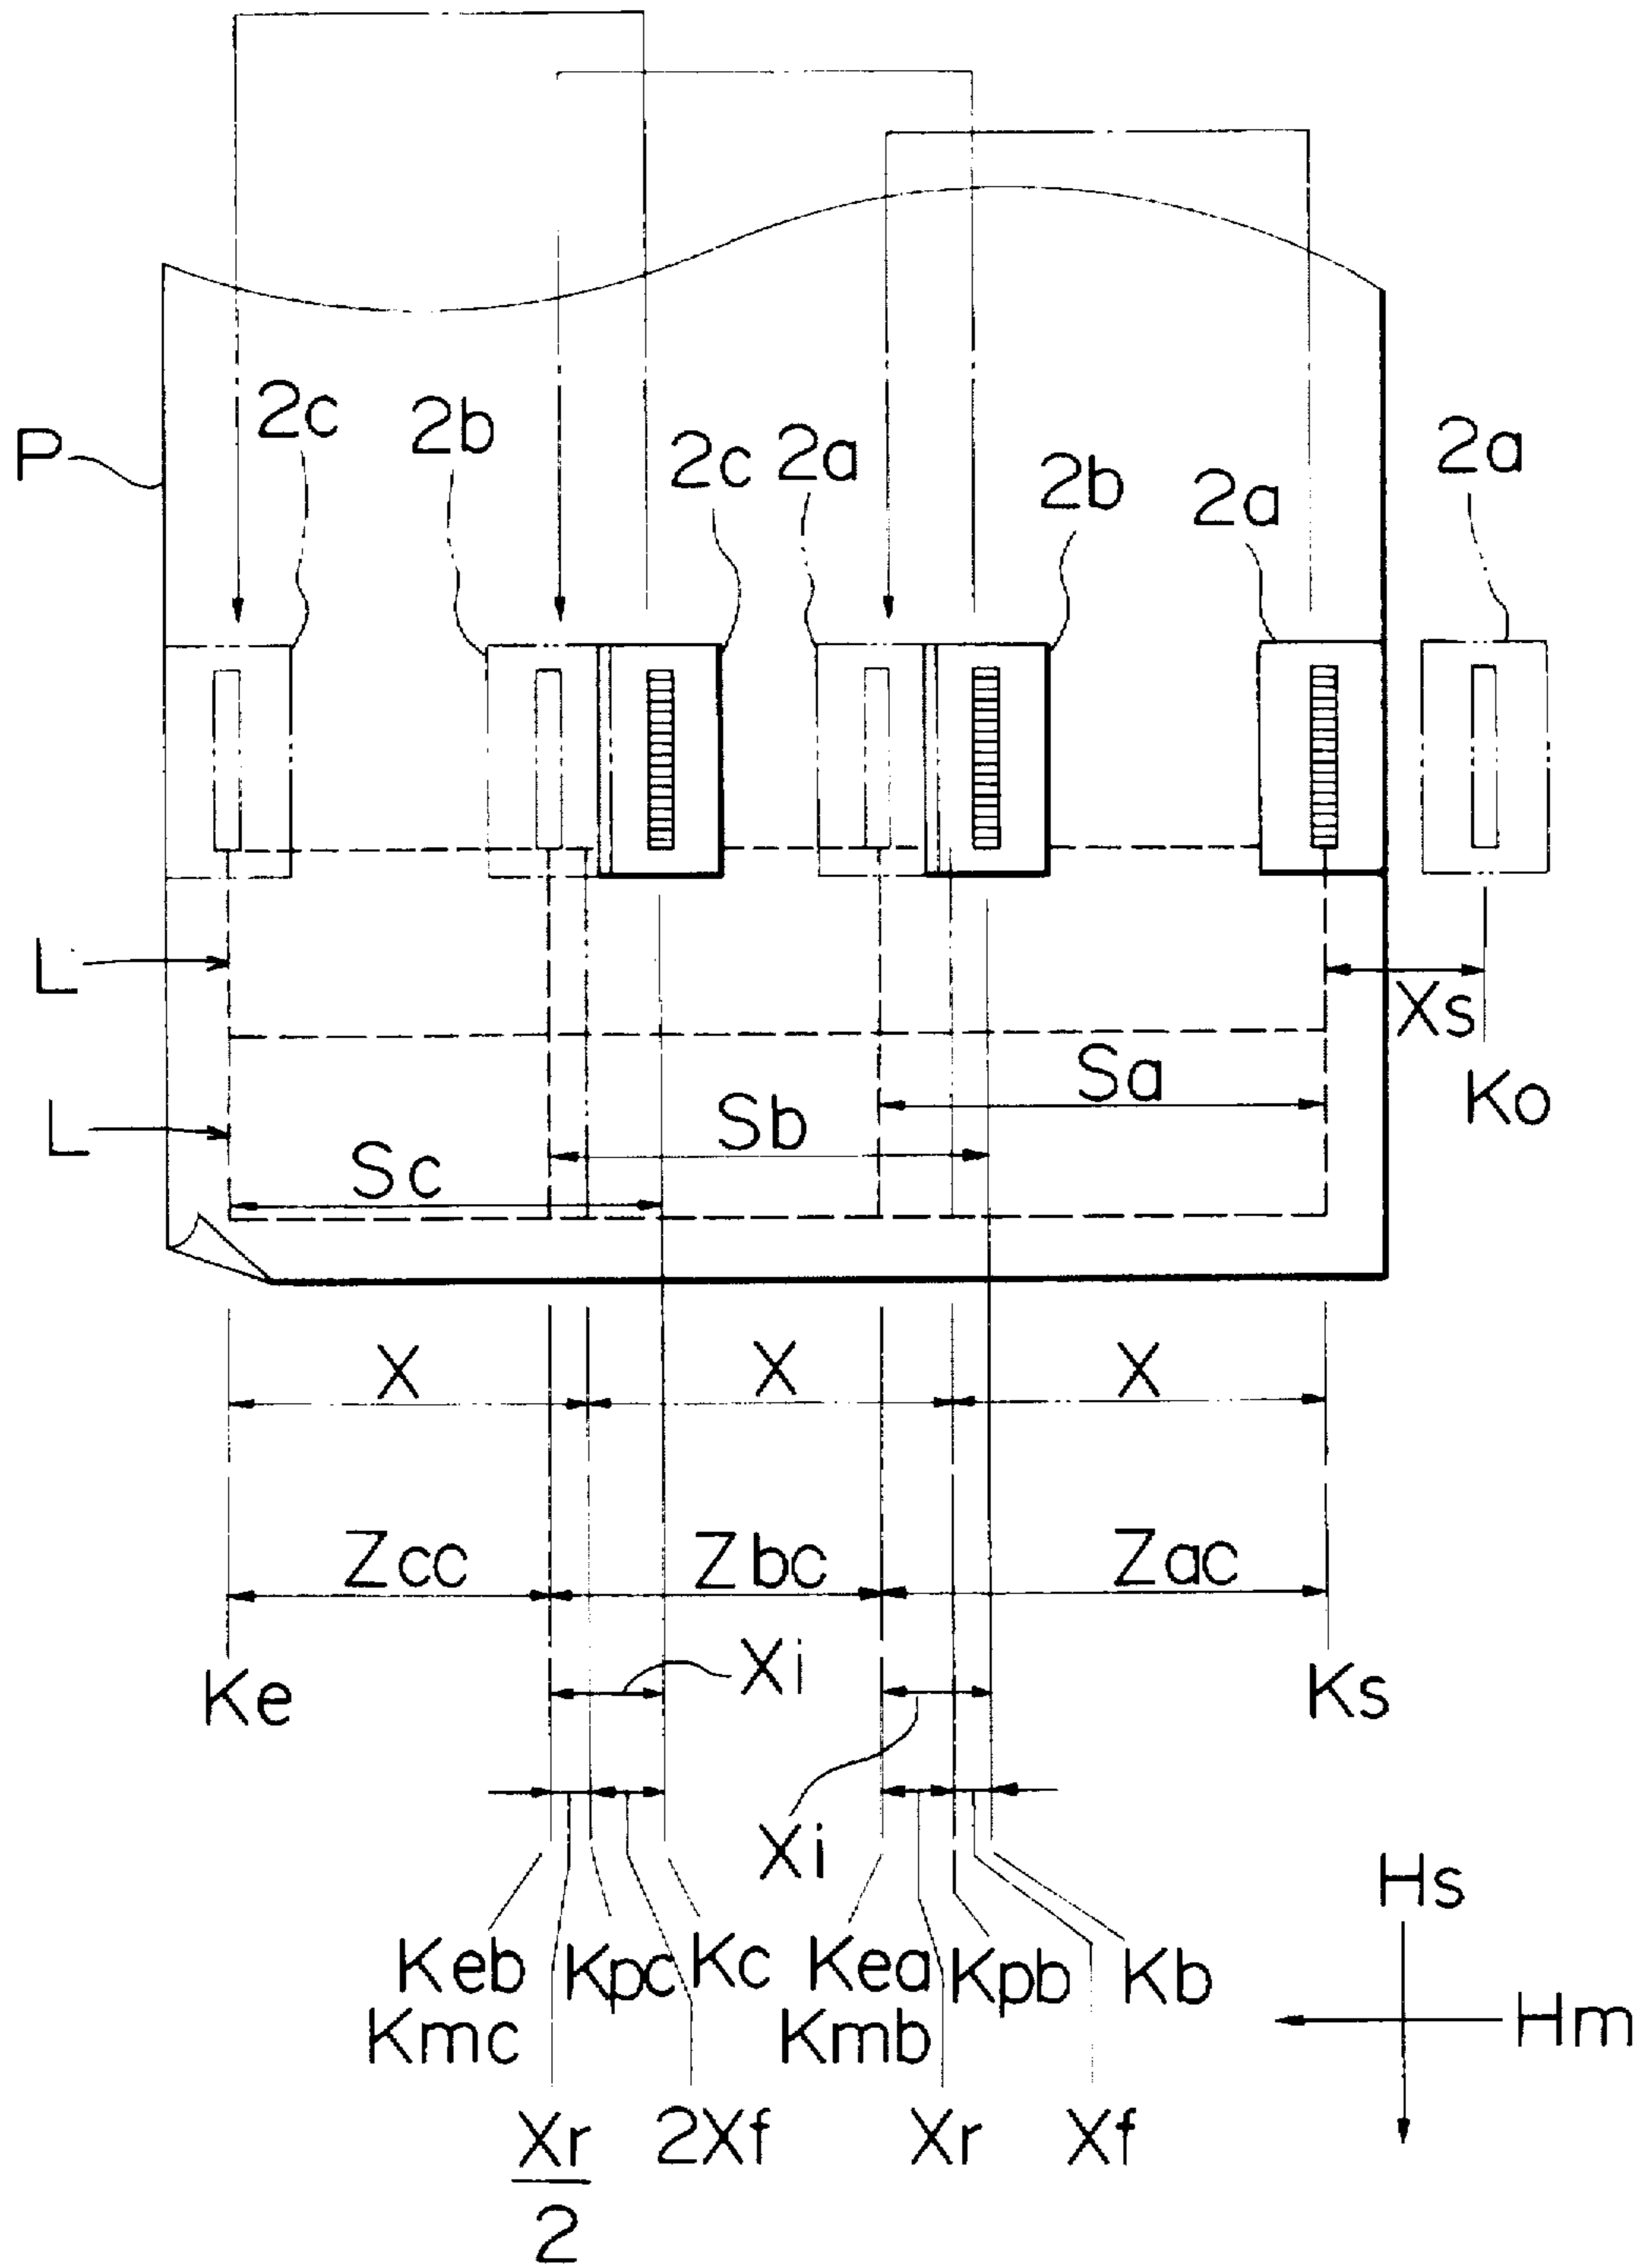 2c
2b
2c
2a
2b
2a
2a
P
L
Xs
Sa
Ko
L
Sb
Sc
X
X
X
Zcc
Zbc
Zac
Ke
Xi
Ks
Xi
Hs
Keb
Kpc
Kc
Kea
Kpb
Kb
Kmc
Kmb
Hm
Xr
2
2Xf
Xr
Xf